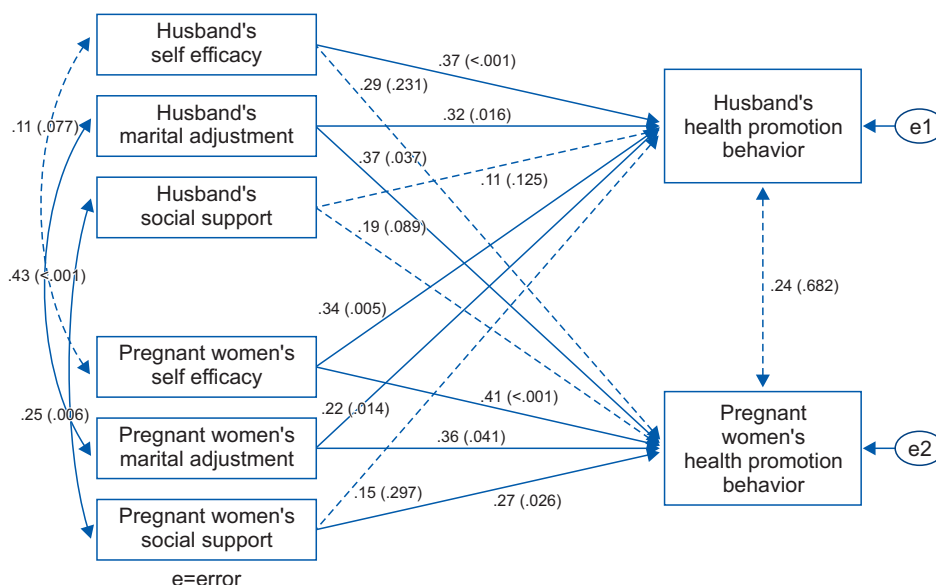 Husband's
self efficacy
Husband's
marital adjustment
Husband's
social support
Pregnant women's
self efficacy
Pregnant women's
marital adjustment
Pregnant women's
social support
e=error
.11 (.077)
.43 (<.001)
.25 (.006)
.37 (<.001)
.29 (.231)
.32 (.016)
.37 (.037)
.11 (.125)
.19 (.089)
.34 (.005)
.41 (<.001)
.22 (.014)
.36 (.041)
.15 (.297)
.27 (.026)
Husband's
health promotion
behavior
e1
.24 (.682)
Pregnant
women's
health promotion
behavior
e2